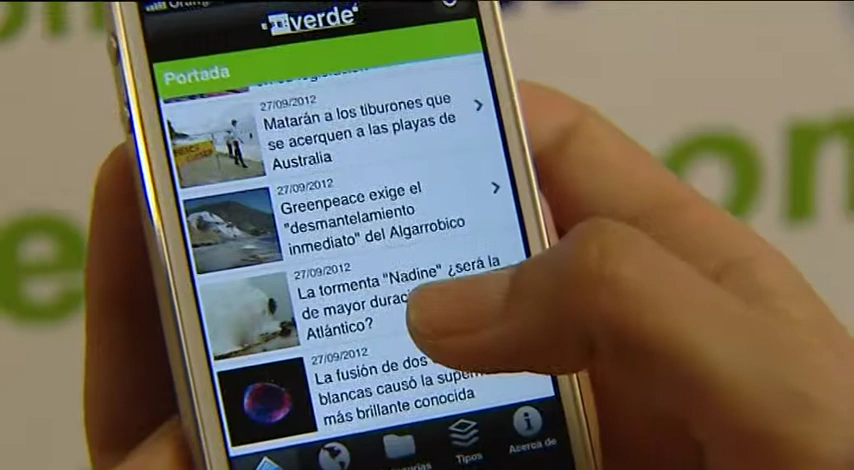 verde
Portada
27/09/2012
Matarán a los tiburones que
se acerquen a las playas de
Australia
27/09/2012
Greenpeace exige el
"desmantelamiento
inmediato" del Algarrobico
27/09/2012
La tormenta "Nadine" ¿será la
de mayor
Atlántico?
27/09/2012
La fusión de dos
blancas causó la
más brillante conocida
Tipos
Acerca de